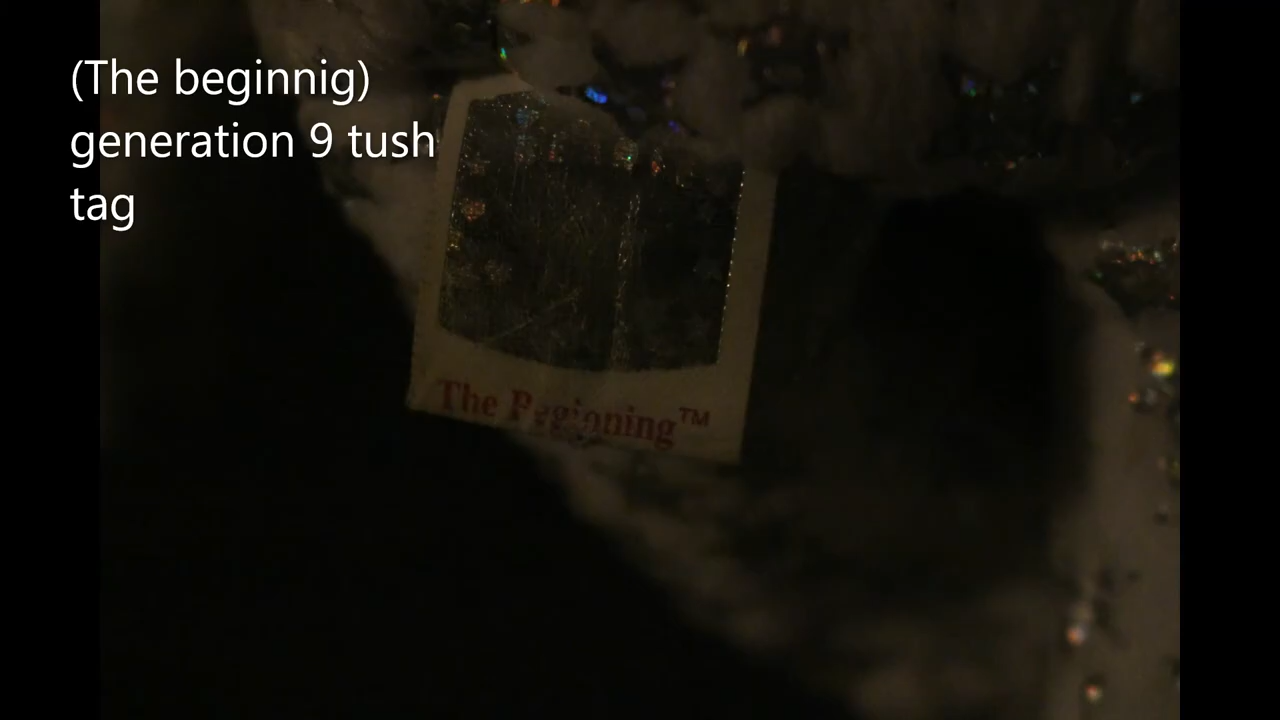 (The beginnig)
generation 9 tush
tag
The Beginning™